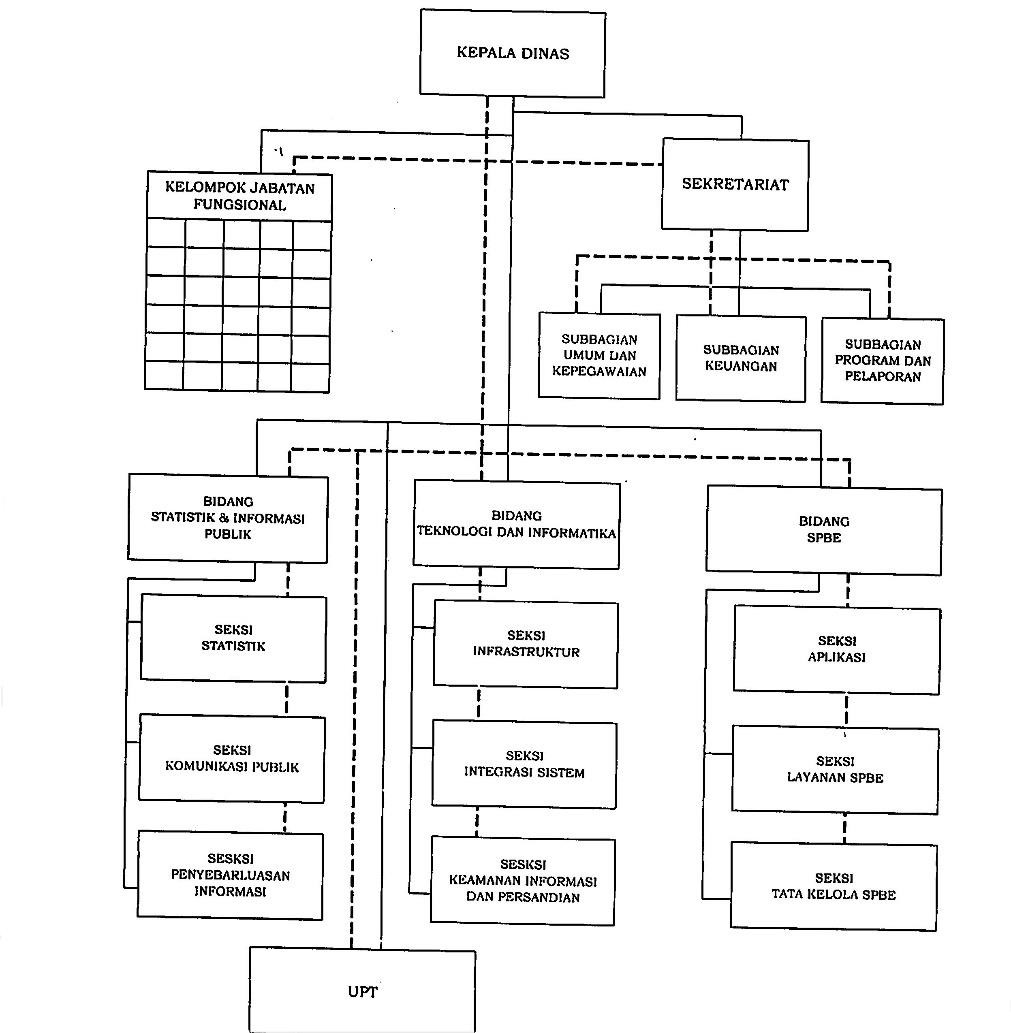 KEPALA DINAS
SEKRETARIAT
KELOMPOK JABATAN
FUNGSIONAL
SUBBAGIAN
UMUM DAN
KEPEGAWAIAN
SUBBAGIAN
KEUANGAN
SUBBAGIAN
PROGRAM DAN
PELAPORAN
BIDANG
STATISTIK & INFORMASI
PUBLIK
BIDANG
TEKNOLOGI DAN INFORMATIKA
BIDANG
SPBE
SEKSI
STATISTIK
SEKSI
KOMUNIKASI PUBLIK
SESKSI
PENYEBARLUASAN
INFORMASI
SEKSI
INFRASTRUKTUR
SEKSI
INTEGRASI SISTEM
SESKSI
KEAMANAN INFORMASI
DAN PERSANDIAN
SEKSI
APLIKASI
SEKSI
LAYANAN SPBE
SEKSI
TATA KELOLA SPBE
UPT